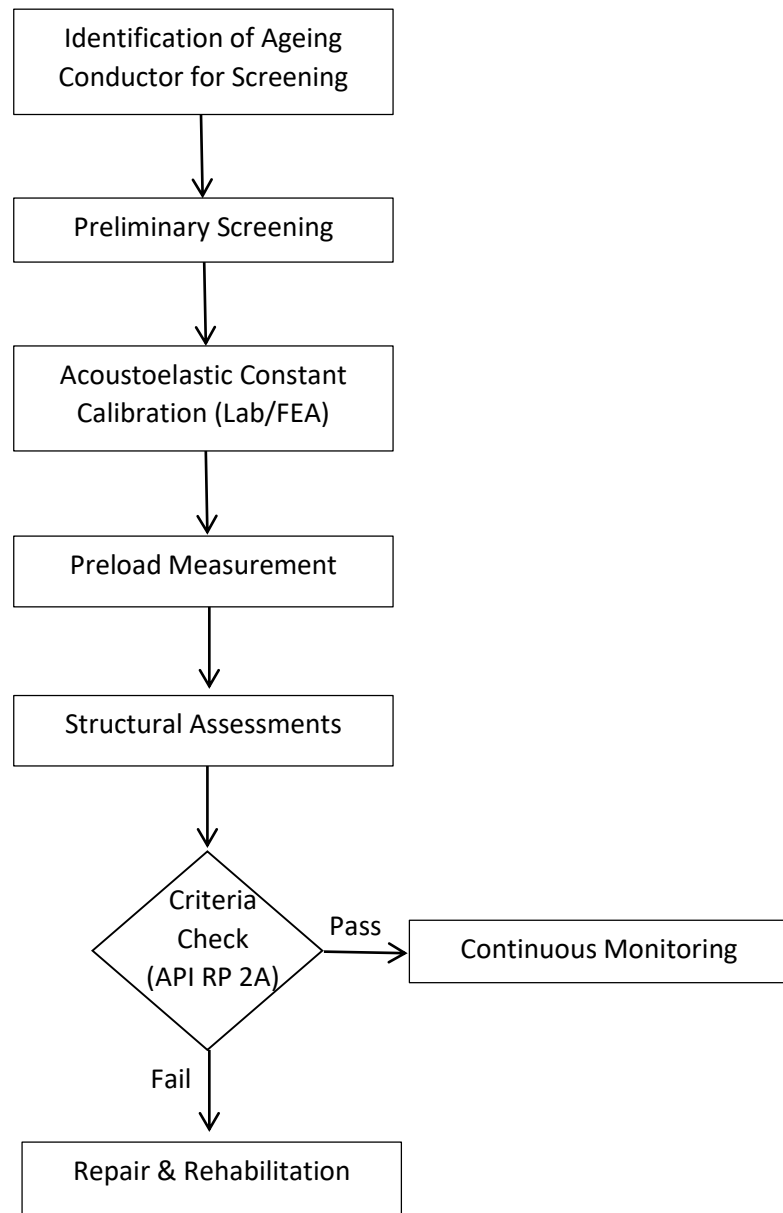 Identification of Ageing
Conductor for Screening
Preliminary Screening
Acoustoelastic Constant
Calibration (Lab/FEA)
Preload Measurement
Structural Assessments
Criteria
Check
(API RP 2A)
Pass
Continuous Monitoring
Fail
Repair & Rehabilitation